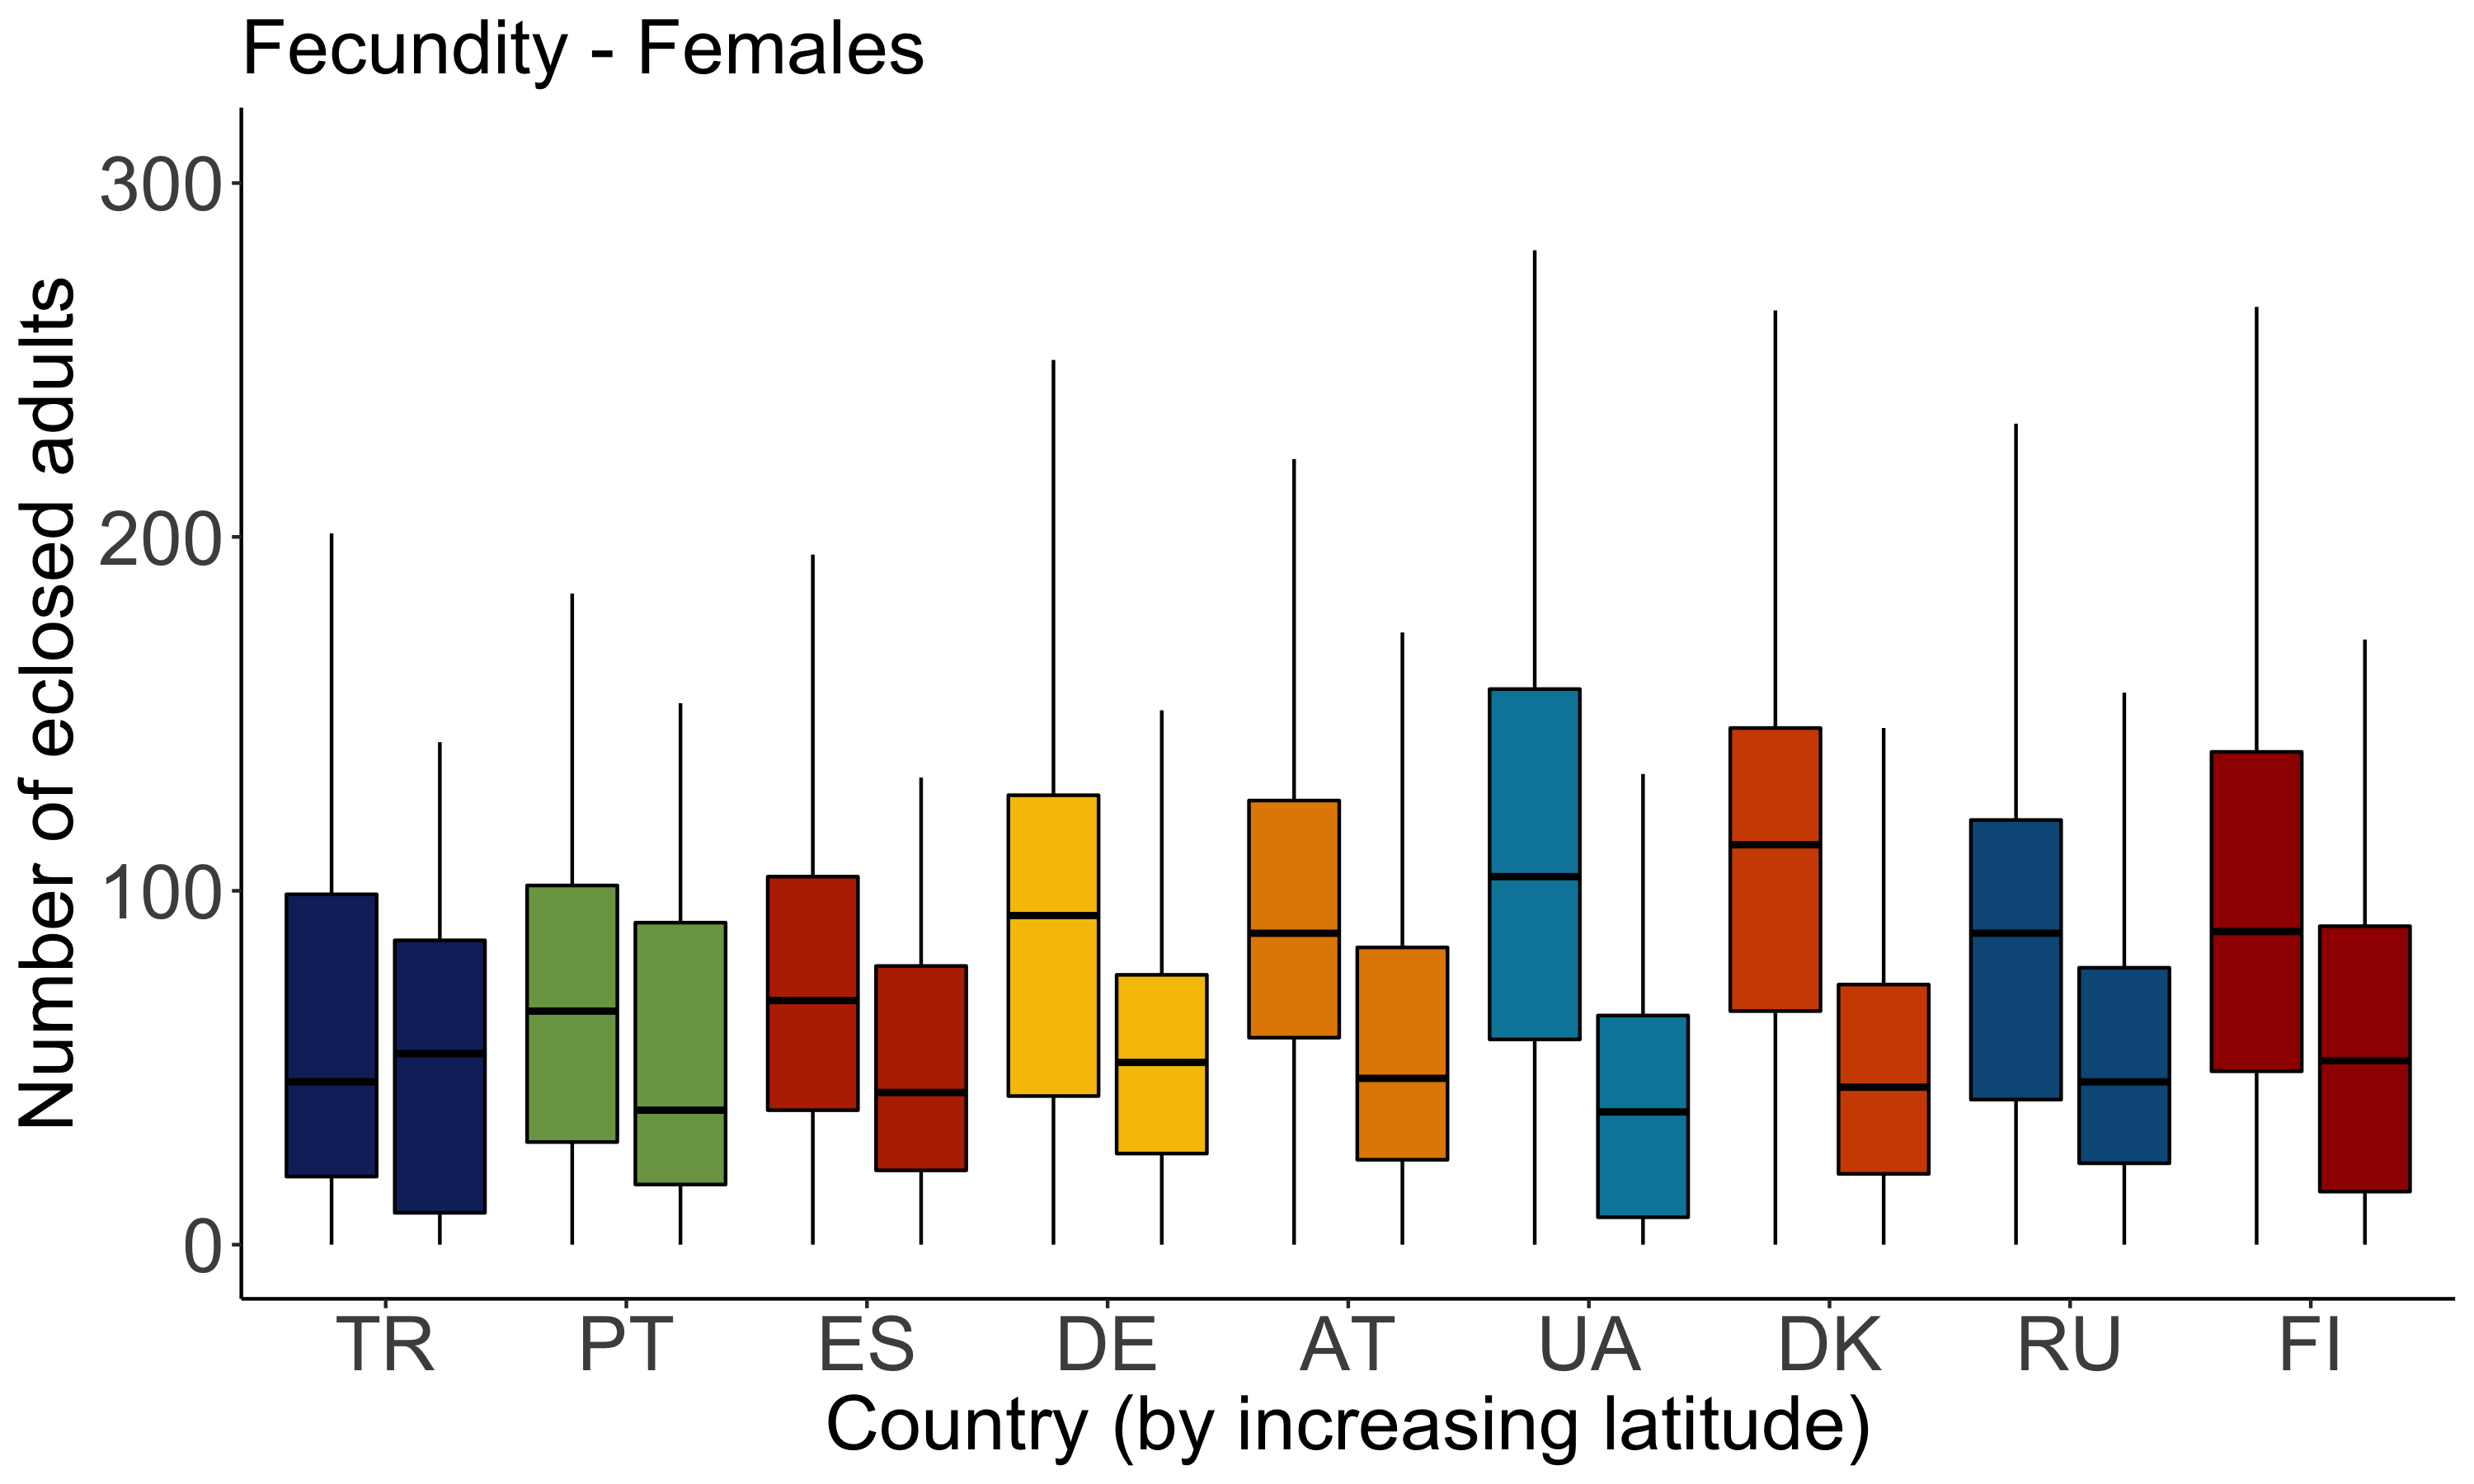 Fecundity - Females
Number of eclosed adults
300
200
100
0
TR PT ES DE AT UA DK RU FI
Country (by increasing latitude)